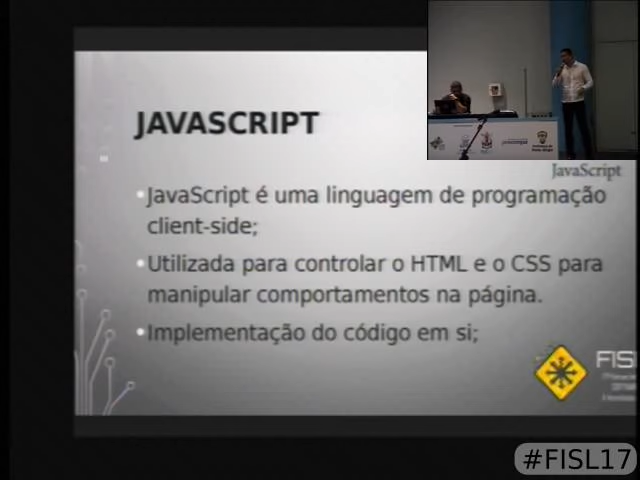 JAVASCRIPT
JavaScript
•JavaScript é uma linguagem de programação
client-side;
•Utilizada para controlar o HTML e o CSS para
manipular comportamentos na página.
•Implementação do código em si;
FIS
#FISL17